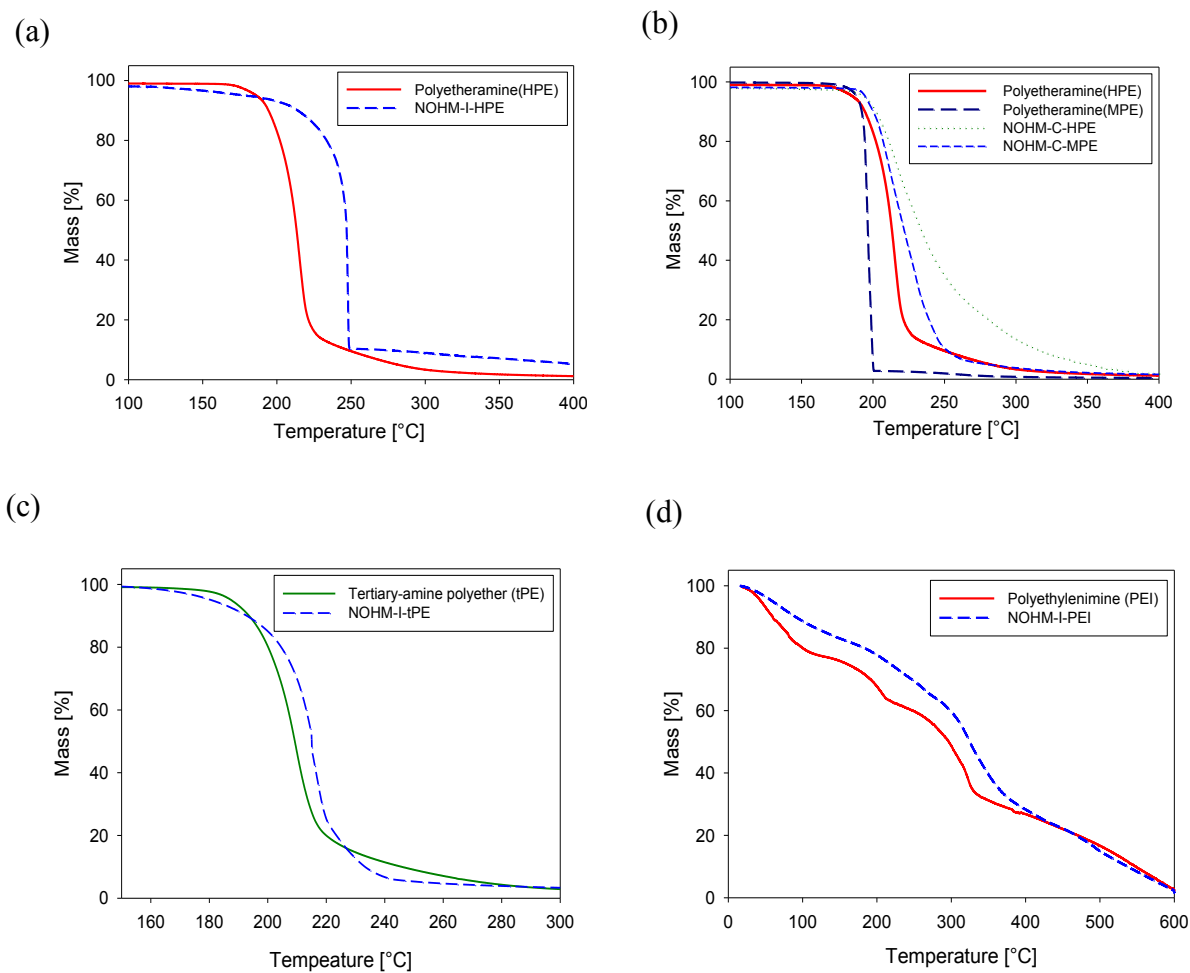 (a)
Mass [%]
100
80
60
40
20
0
Polyetheramine(HPE)
NOHM-I-HPE
100 150 200 250 300 350 400
Temperature [°C]
(b)
Mass [%]
100
80
60
40
20
0
Polyetheramine(HPE)
Polyetheramine(MPE)
NOHM-C-HPE
NOHM-C-MPE
100 150 200 250 300 350 400
Temperature [°C]
(c)
Mass [%]
100
80
60
40
20
0
Tertiary-amine polyether (tPE)
NOHM-I-tPE
160 180 200 220 240 260 280 300
Tempeature [°C]
(d)
Mass [%]
100
80
60
40
20
0
Polyethylenimine (PEI)
NOHM-I-PEI
0 100 200 300 400 500 600
Temperature [°C]